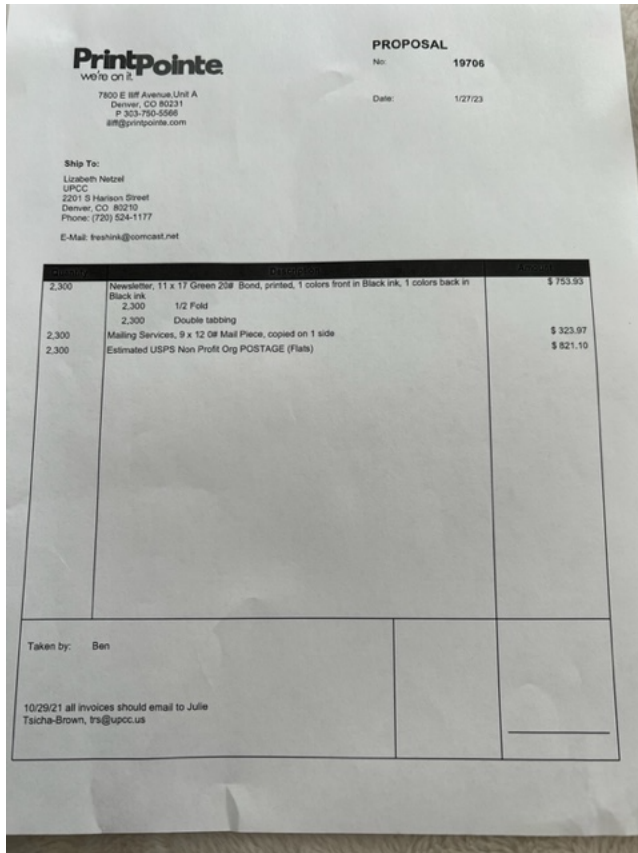 PrintPointe
we're on it.
7800 E Iliff Avenue, Unit A
Denver, CO 80231
P 303-750-5566
iliff@printpointe.com
PROPOSAL
No: 19706
Date: 1/27/23
Ship To:
Lizabeth Netzel
UPCC
2201 S Harison Street
Denver, CO 80210
Phone: (720) 524-1177
E-Mail: freshink@comcast.net
Quantity Description Amount
2,300 Newsletter, 11 x 17 Green 20# Bond, printed, 1 colors front in Black ink, 1 colors back in $ 753.93
Black ink
2,300 1/2 Fold
2,300 Double tabbing
2,300 Mailing Services, 9 x 12 0# Mail Piece, copied on 1 side $ 323.97
2,300 Estimated USPS Non Profit Org POSTAGE (Flats) $ 821.10
Taken by: Ben
10/29/21 all invoices should email to Julie
Tsicha-Brown, trs@upcc.us